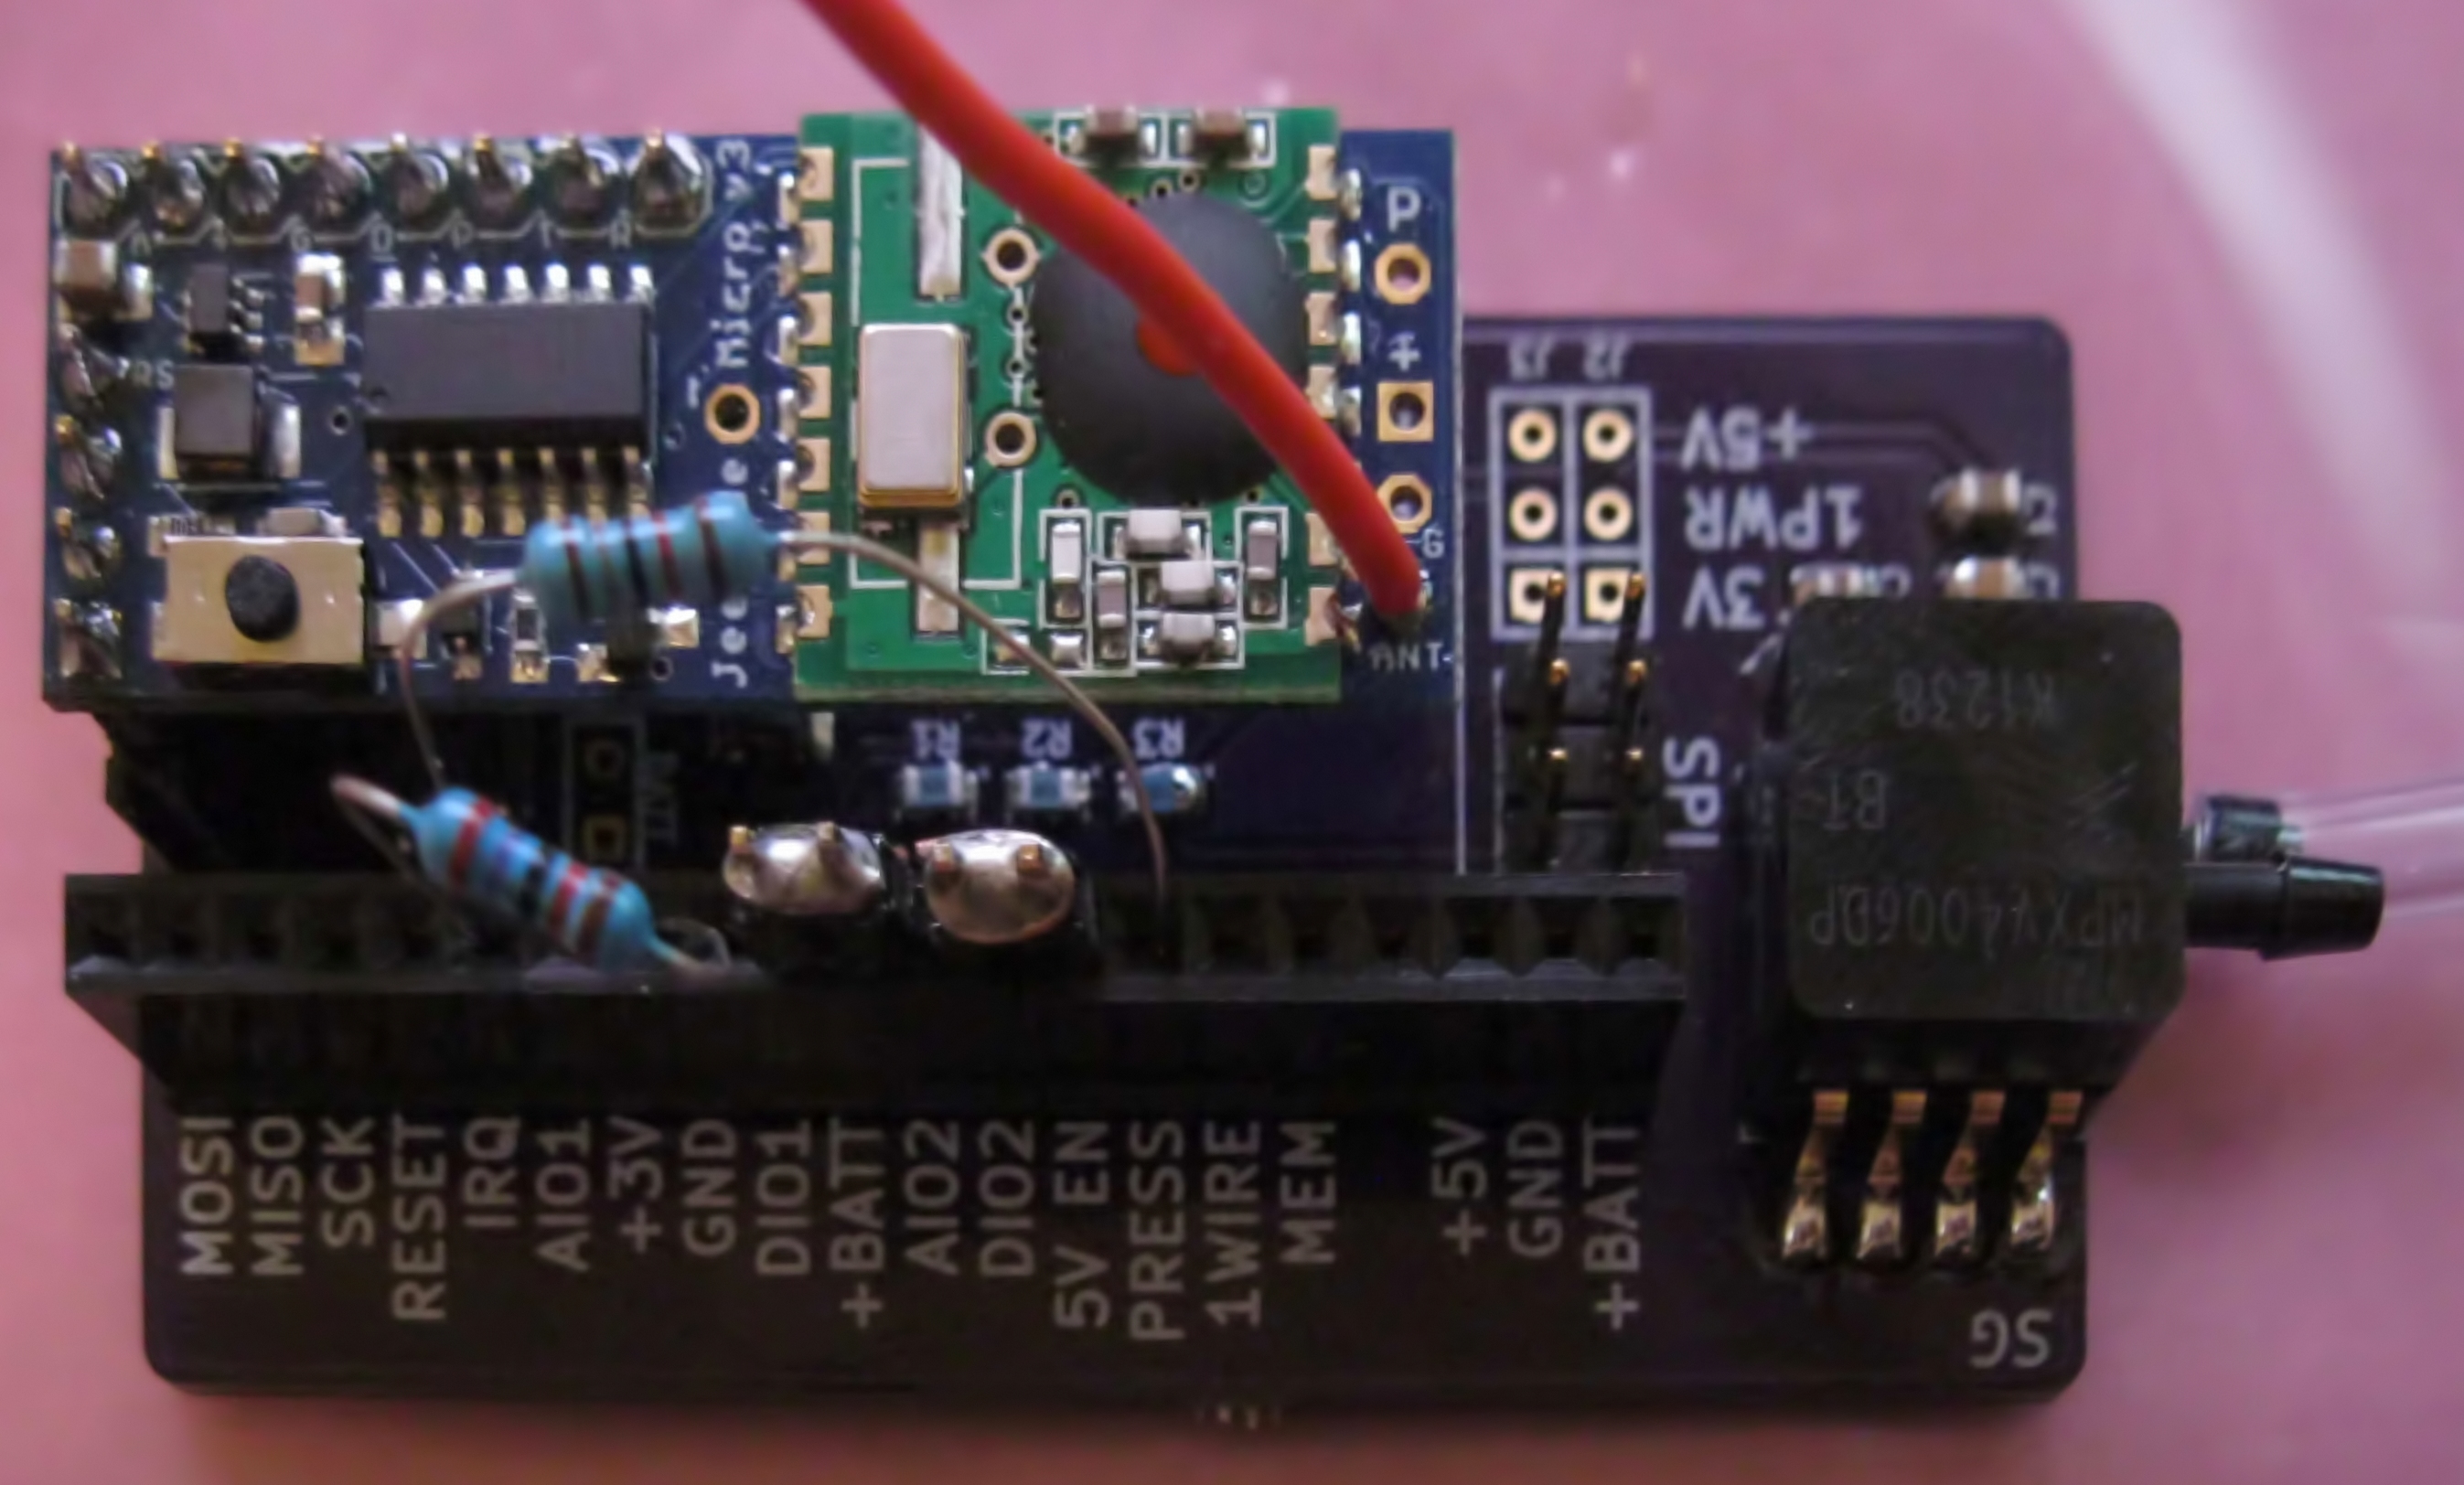 JeeNode Micro v3
P
+
G
ANT
J3 J2
+5V
1PWR
3V
SPI
R1 R2 R3
K1238
BT
MPXV4006DP
MOSI
MISO
SCK
RESET
IRQ
AIO1
+3V
GND
DIO1
+BATT
AIO2
DIO2
5V EN
PRESS
1WIRE
MEM
+5V
GND
+BATT
SG